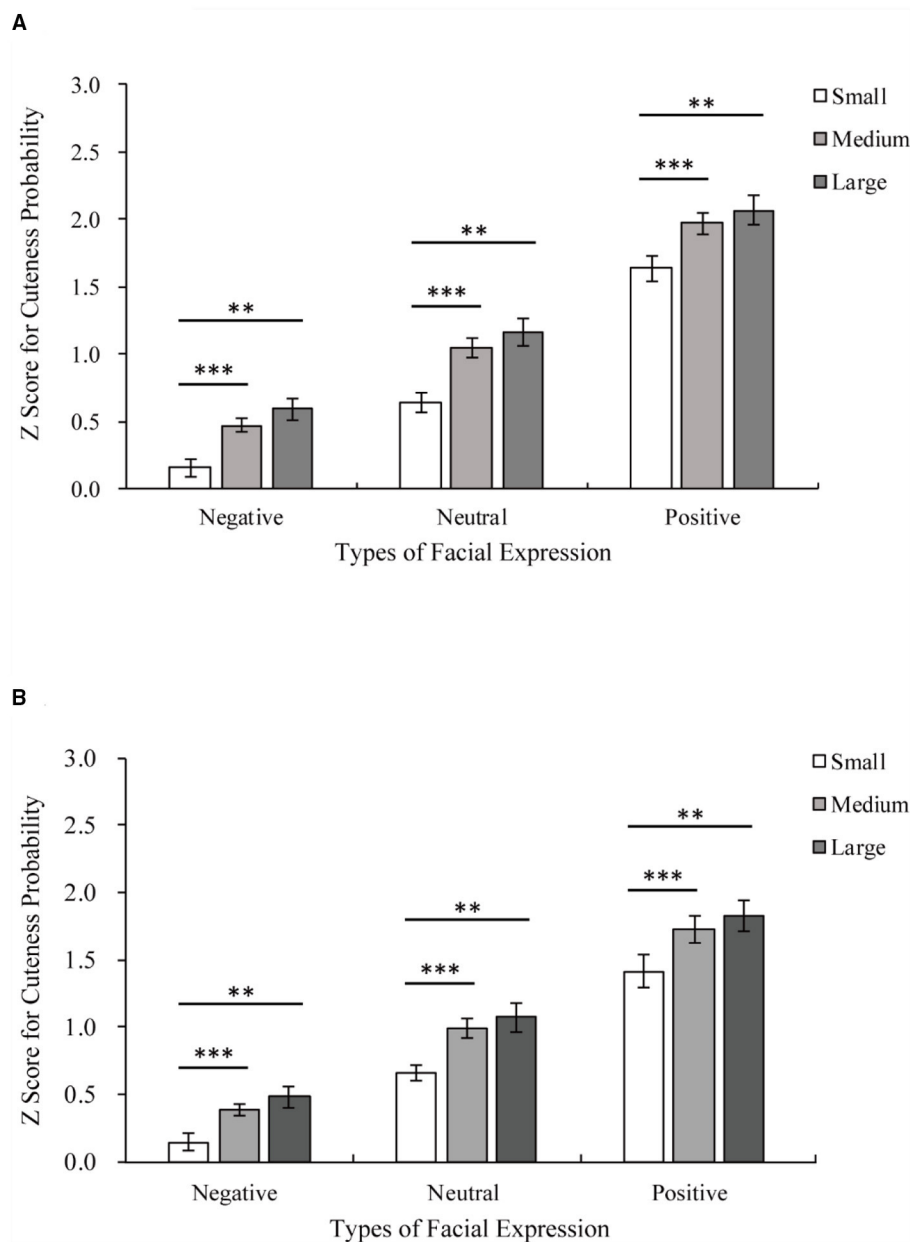 A
3.0
2.5
2.0
1.5
1.0
0.5
0.0
Z Score for Cuteness Probability
** *** ** *** ** ***
Small
Medium
Large
Negative Neutral Positive
Types of Facial Expression
B
3.0
2.5
2.0
1.5
1.0
0.5
0.0
Z Score for Cuteness Probability
** *** ** *** ** ***
Small
Medium
Large
Negative Neutral Positive
Types of Facial Expression